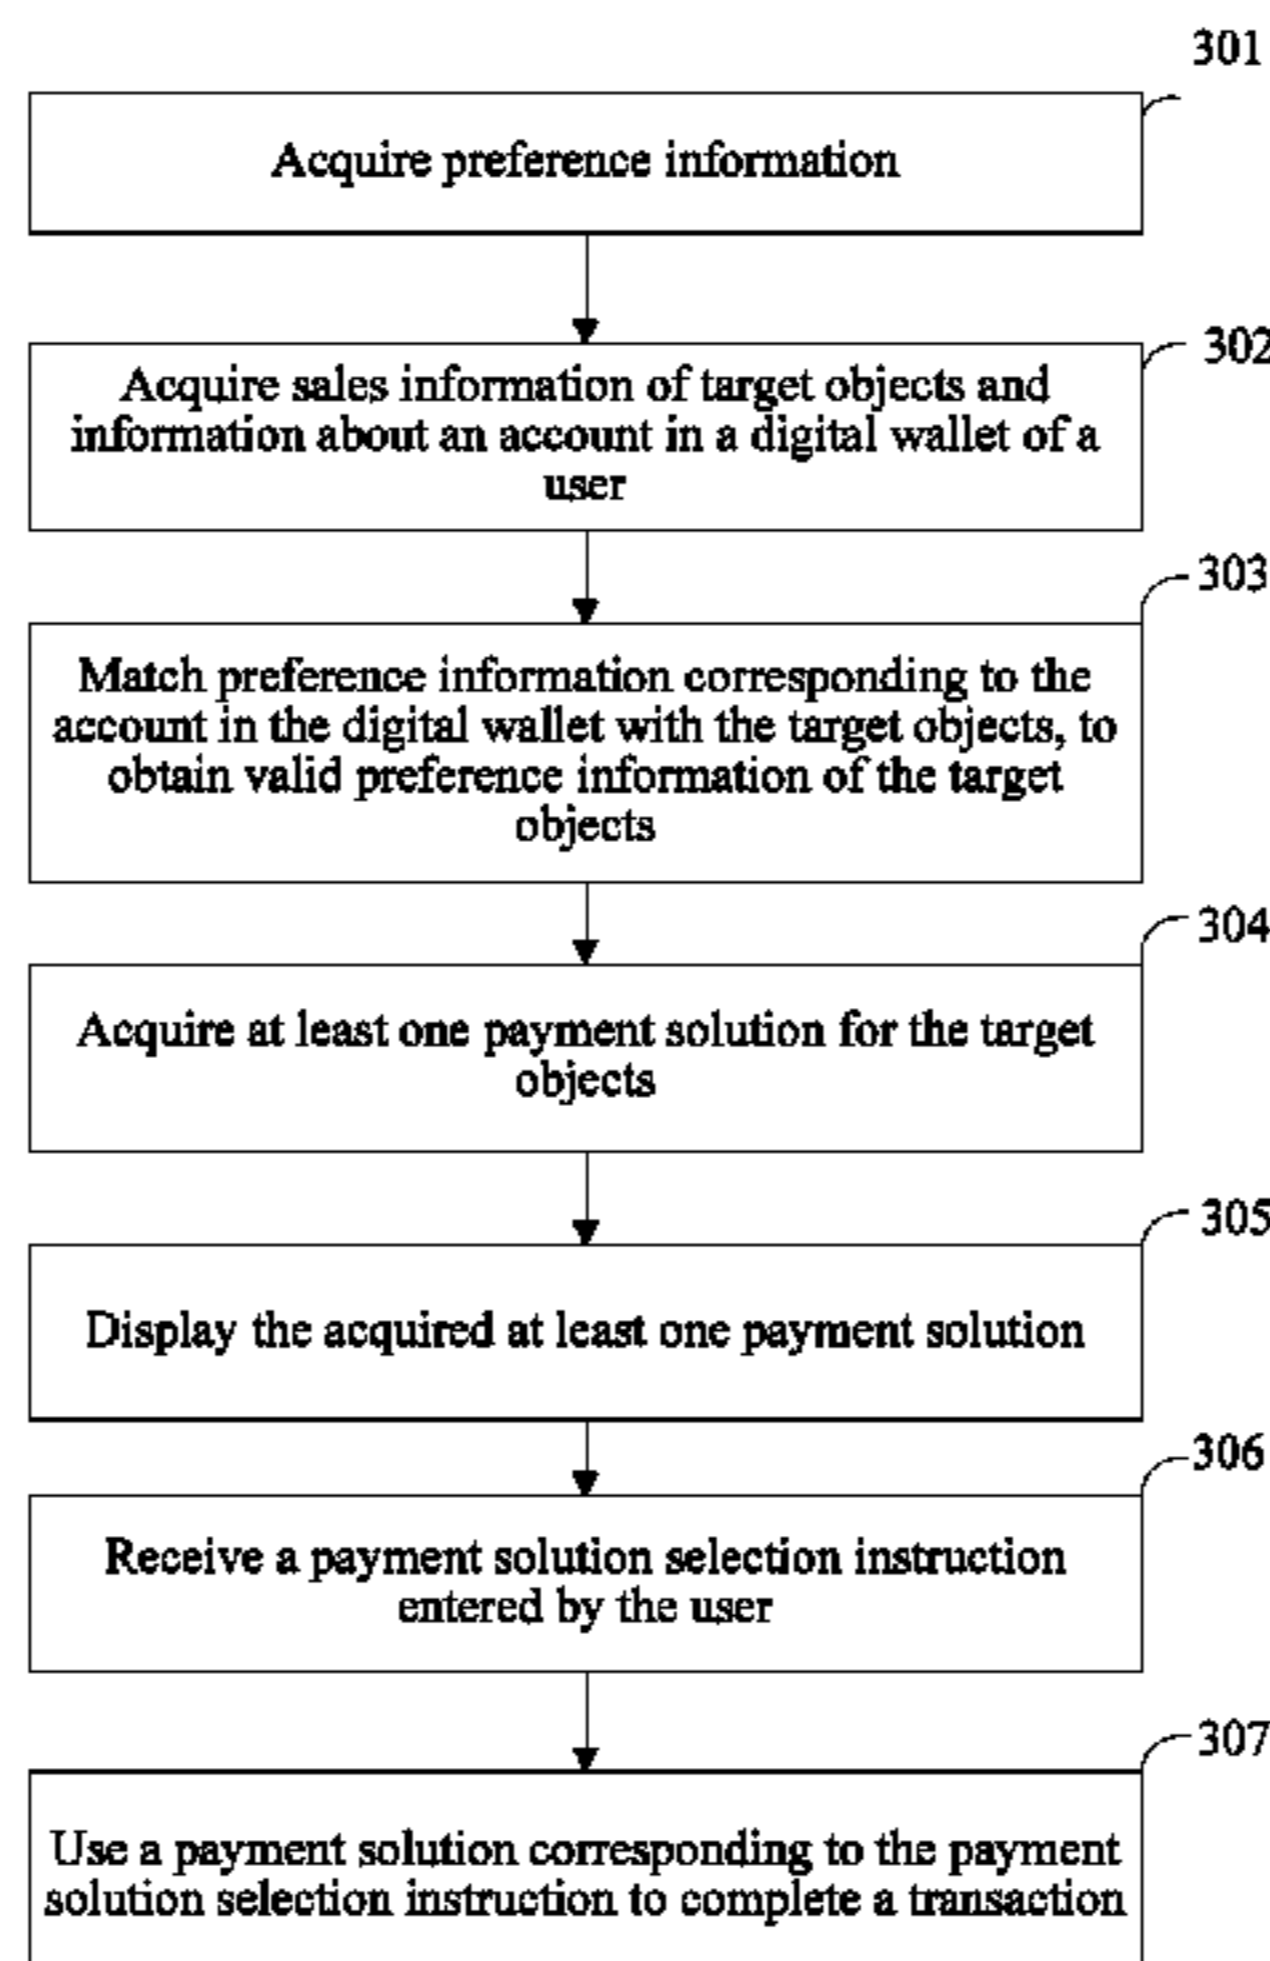 301
Acquire preference information
302
Acquire sales information of target objects and
information about an account in a digital wallet of a
user
303
Match preference information corresponding to the
account in the digital wallet with the target objects, to
obtain valid preference information of the target
objects
304
Acquire at least one payment solution for the target
objects
305
Display the acquired at least one payment solution
306
Receive a payment solution selection instruction
entered by the user
307
Use a payment solution corresponding to the payment
solution selection instruction to complete a transaction